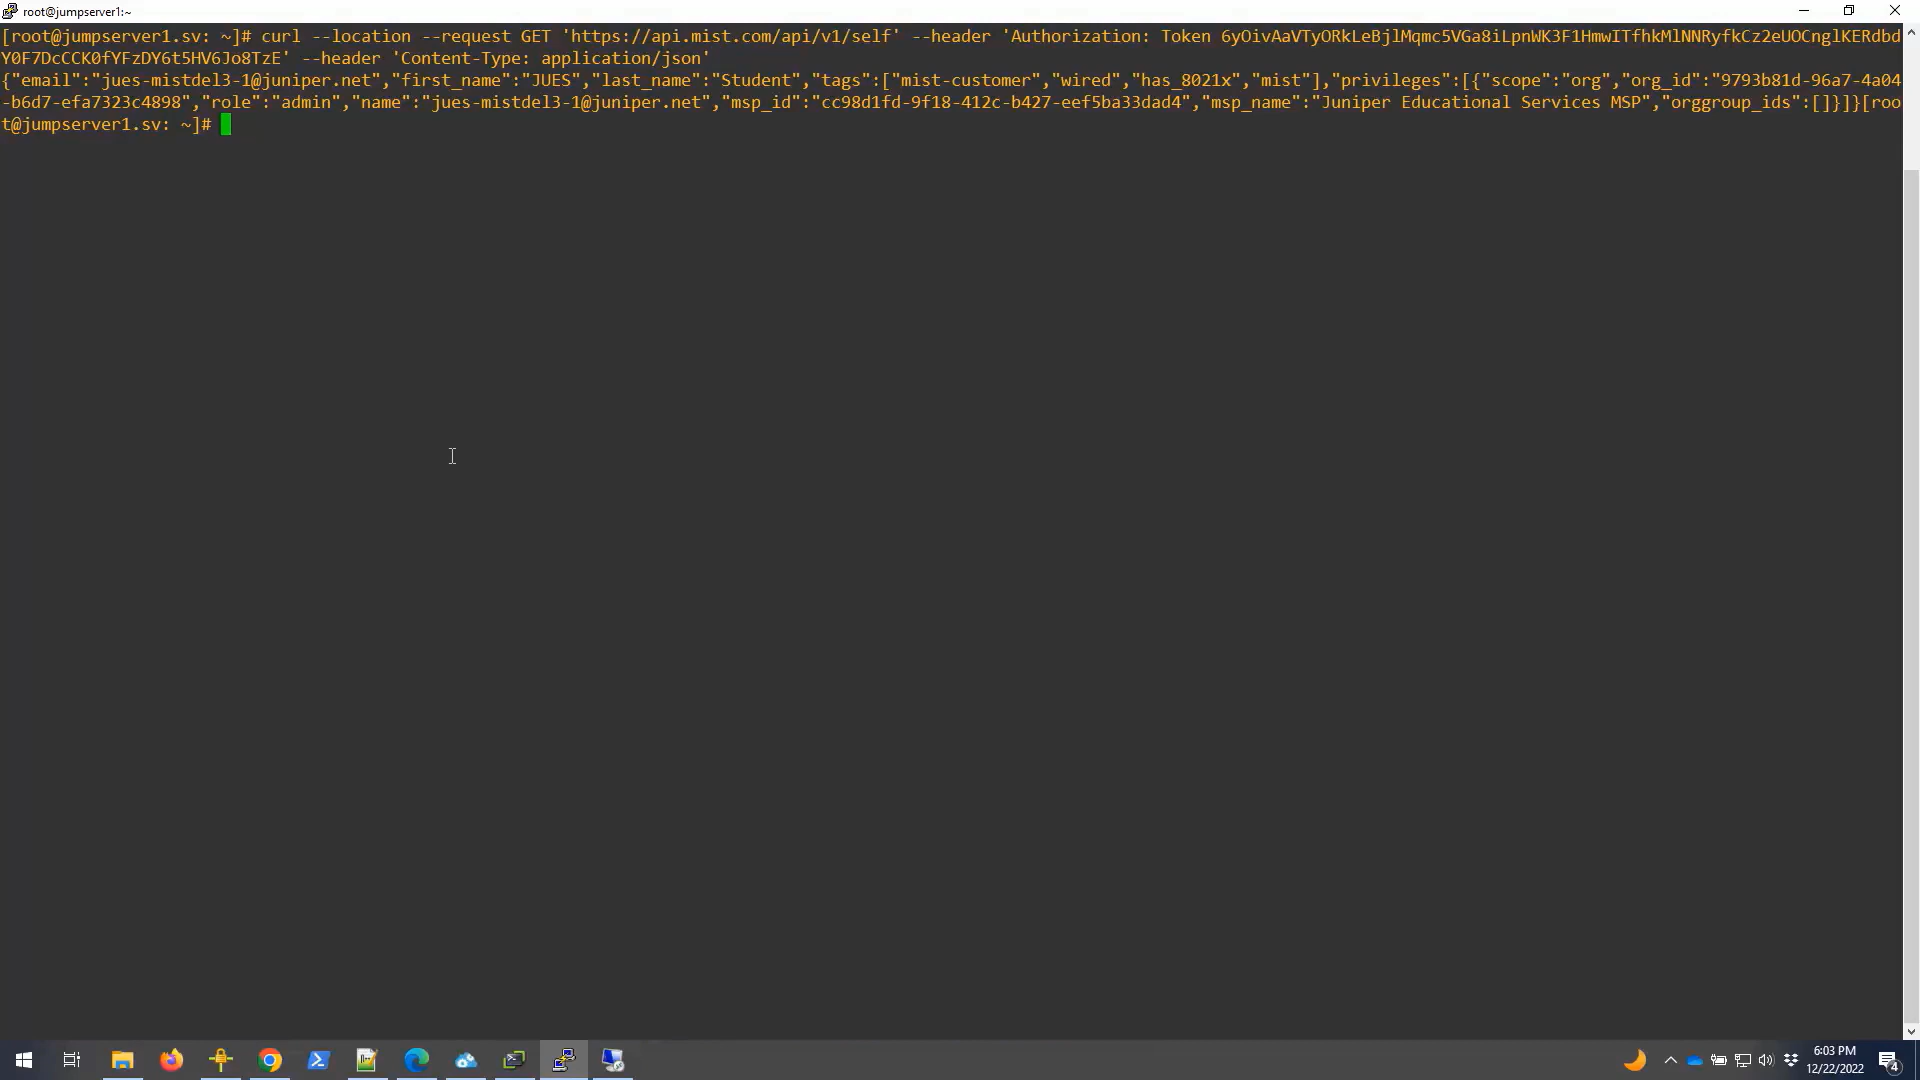 root@jumpserver1:~
[root@jumpserver1.sv: ~]# curl --location --request GET 'https://api.mist.com/api/v1/self' --header 'Authorization: Token 6yOivAaVTyORkLeBjlMqmc5VGa8iLpnWK3F1HmwITfhkMlNNRyfkCz2eUOCnglKERdbd
Y0F7DcCCK0fYFzDY6t5HV6Jo8TzE' --header 'Content-Type: application/json'
{"email":"jues-mistdel3-1@juniper.net","first_name":"JUES","last_name":"Student","tags":["mist-customer","wired","has_8021x","mist"],"privileges":[{"scope":"org","org_id":"9793b81d-96a7-4a04
-b6d7-efa7323c4898","role":"admin","name":"jues-mistdel3-1@juniper.net","msp_id":"cc98d1fd-9f18-412c-b427-eef5ba33dad4","msp_name":"Juniper Educational Services MSP","orggroup_ids":[]}]}[roo
t@jumpserver1.sv: ~]#
6:03 PM
12/22/2022
4